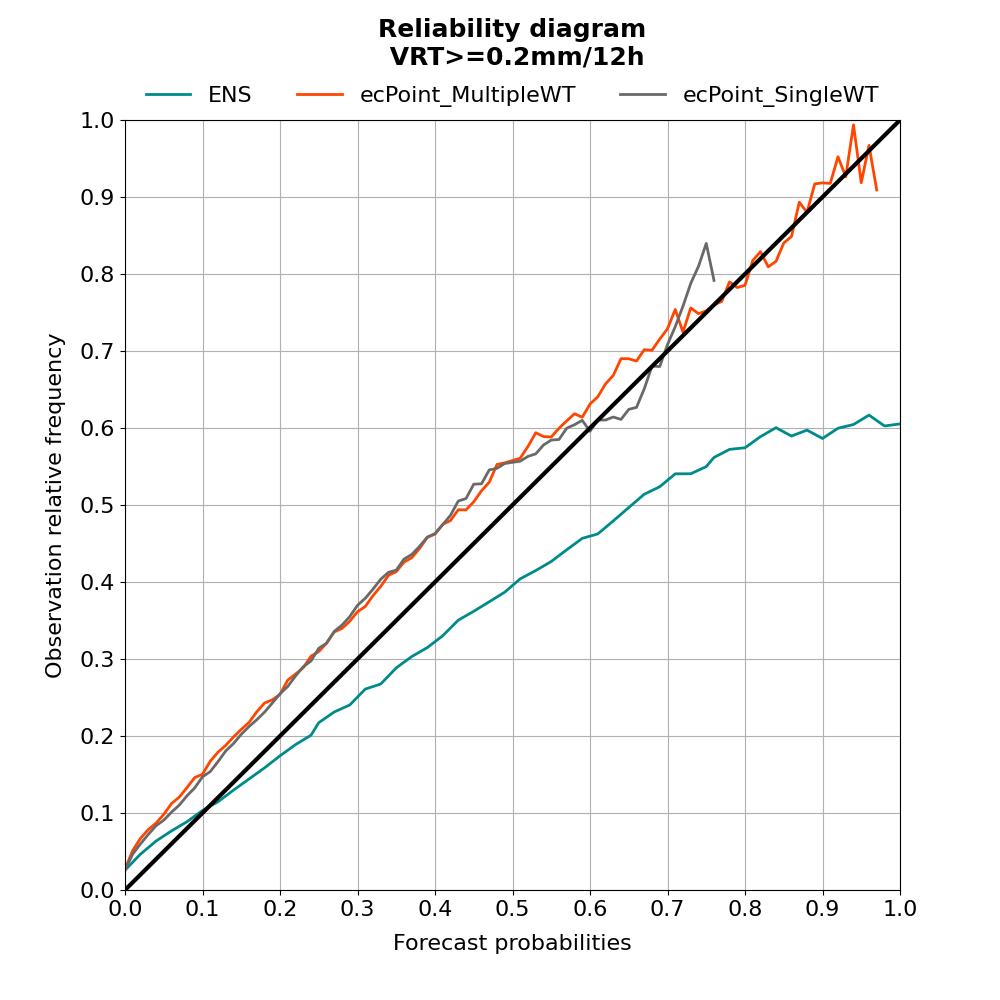 Reliability diagram
VRT>=0.2mm/12h
ENS ecPoint_MultipleWT ecPoint_SingleWT
1.0
0.9
0.8
0.7
0.6
0.5
0.4
0.3
0.2
0.1
0.0
Observation relative frequency
0.0 0.1 0.2 0.3 0.4 0.5 0.6 0.7 0.8 0.9 1.0
Forecast probabilities